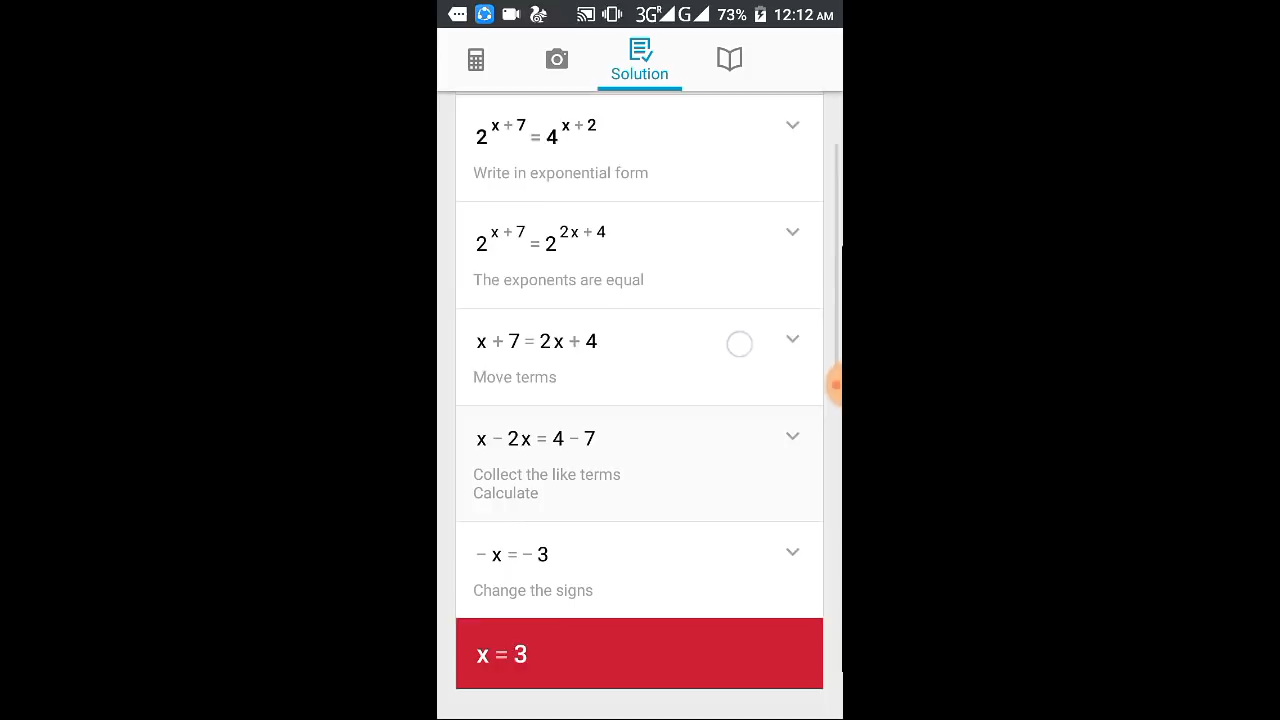 3G R G 73% 12:12 AM
Solution
2^(x + 7) = 4^(x + 2)
Write in exponential form
2^(x + 7) = 2^(2x + 4)
The exponents are equal
x + 7 = 2x + 4
Move terms
x − 2x = 4 − 7
Collect the like terms
Calculate
− x = − 3
Change the signs
x = 3